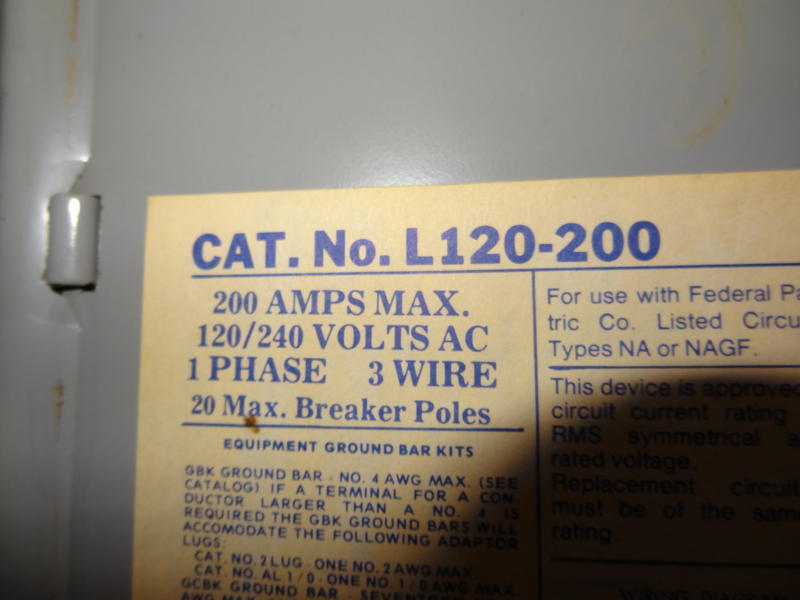 CAT. No. L120-200
200 AMPS MAX.
120/240 VOLTS AC
1 PHASE 3 WIRE
20 Max. Breaker Poles
EQUIPMENT GROUND BAR KITS
GBK GROUND BAR - NO. 4 AWG MAX. (SEE
CATALOG) IF A TERMINAL FOR A CON-
DUCTOR LARGER THAN A NO. 4 IS
REQUIRED THE GBK GROUND BARS WILL
ACCOMODATE THE FOLLOWING ADAPTOR
LUGS:
CAT. NO. 2 LUG - ONE NO. 2 AWG MAX.
CAT. NO. AL 1/0 - ONE NO. 1/0 AWG MAX.
GCBK GROUND BAR - SEVENTEEN
AWG MAX.
For use with Federal Pa
tric Co. Listed Circu
Types NA or NAGF.
This device is approved
circuit current rating
RMS symmetrical a
rated voltage.
Replacement circuit
must be of the same
rating.
WIRING DIAGRAM